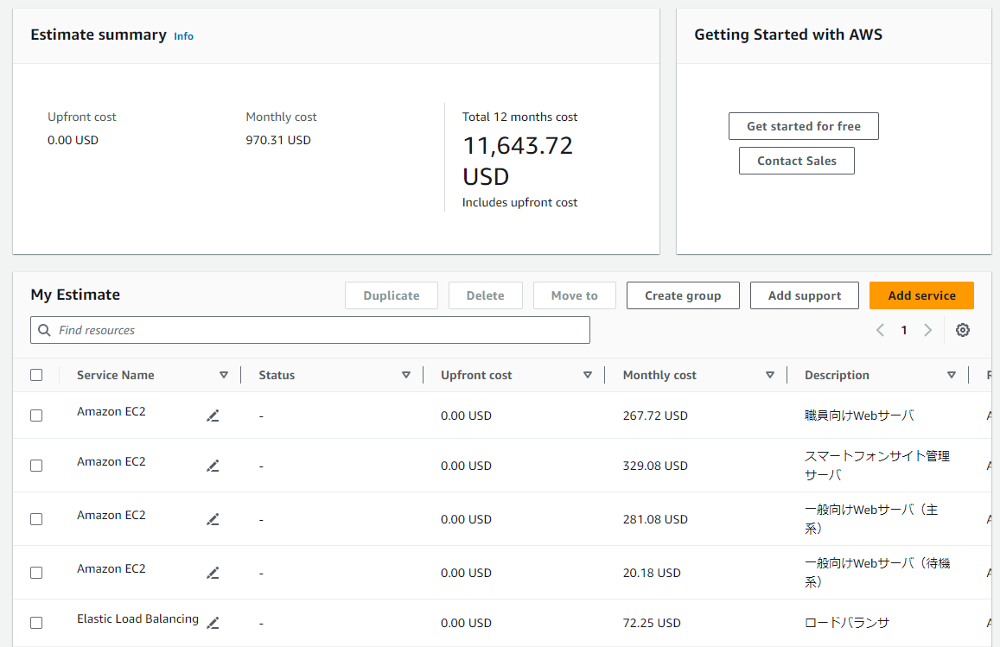 Estimate summary Info
Getting Started with AWS
Upfront cost
0.00 USD
Monthly cost
970.31 USD
Total 12 months cost
11,643.72
USD
Includes upfront cost
Get started for free
Contact Sales
My Estimate
Duplicate
Delete
Move to
Create group
Add support
Add service
Find resources
1
Service Name Status Upfront cost Monthly cost Description
Amazon EC2 - 0.00 USD 267.72 USD 職員向けWebサーバ
Amazon EC2 - 0.00 USD 329.08 USD スマートフォンサイト管理
サーバ
Amazon EC2 - 0.00 USD 281.08 USD 一般向けWebサーバ（主
系）
Amazon EC2 - 0.00 USD 20.18 USD 一般向けWebサーバ（待機
系）
Elastic Load Balancing - 0.00 USD 72.25 USD ロードバランサ